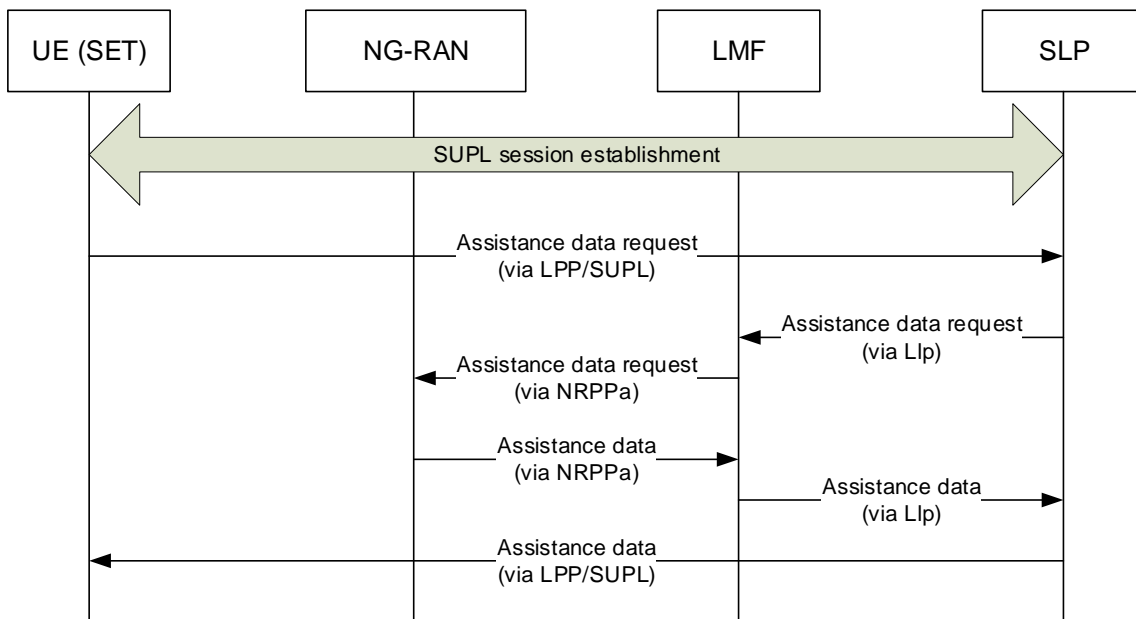 UE (SET)
NG-RAN
LMF
SLP
SUPL session establishment
Assistance data request
(via LPP/SUPL)
Assistance data request
(via Llp)
Assistance data request
(via NRPPa)
Assistance data
(via NRPPa)
Assistance data
(via Llp)
Assistance data
(via LPP/SUPL)